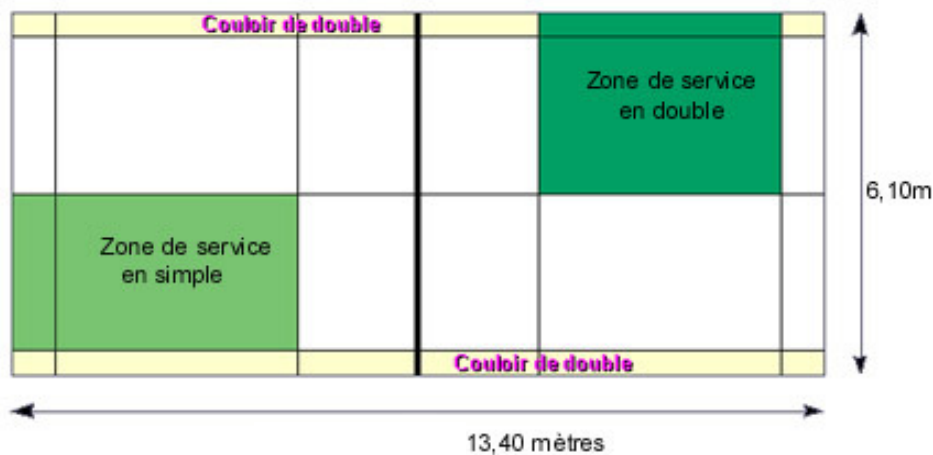 Couloir de double
Zone de service
en double
6,10m
Zone de service
en simple
Couloir de double
13,40 mètres